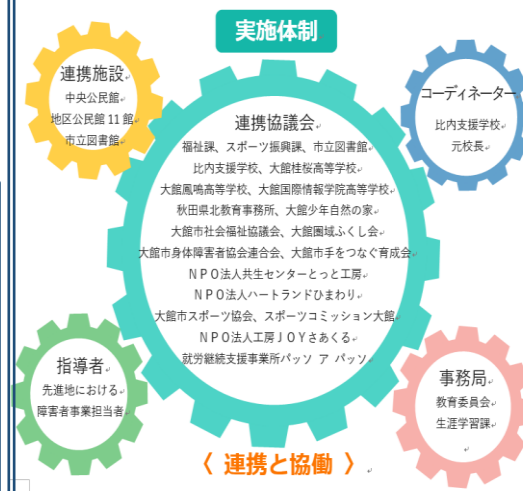 実施体制
連携施設
中央公民館
地区公民館11館
市立図書館
コーディネーター
比内支援学校
元校長
連携協議会
福祉課、スポーツ振興課、市立図書館
比内支援学校、大館桂桜高等学校
大館鳳鳴高等学校、大館国際情報学院高等学校
秋田県北教育事務所、大館少年自然の家
大館市社会福祉協議会、大館圏域ふくし会
大館市身体障害者協会連合会、大館市手をつなぐ育成会
NPO法人共生センターとっと工房
NPO法人ハートランドひまわり
大館市スポーツ協会、スポーツコミッション大館
NPO法人工房JOYさあくる
就労継続支援事業所パッソ ア パッソ
指導者
先進地における
障害者事業担当者
事務局
教育委員会
生涯学習課
〈 連携と協働 〉